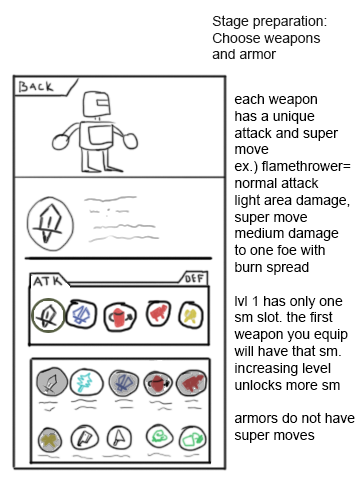 Stage preparation:
Choose weapons
and armor
BACK
each weapon
has a unique
attack and super
move
ex.) flamethrower=
normal attack
light area damage,
super move
medium damage
to one foe with
burn spread
ATK
DEF
lvl 1 has only one
sm slot. the first
weapon you equip
will have that sm.
increasing level
unlocks more sm
armors do not have
super moves